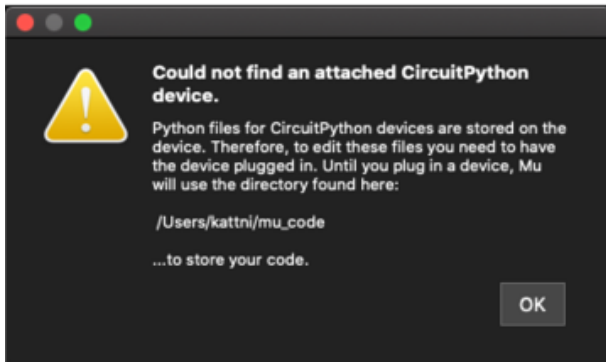 Could not find an attached CircuitPython
device.
Python files for CircuitPython devices are stored on the
device. Therefore, to edit these files you need to have
the device plugged in. Until you plug in a device, Mu
will use the directory found here:
/Users/kattni/mu_code
...to store your code.
OK